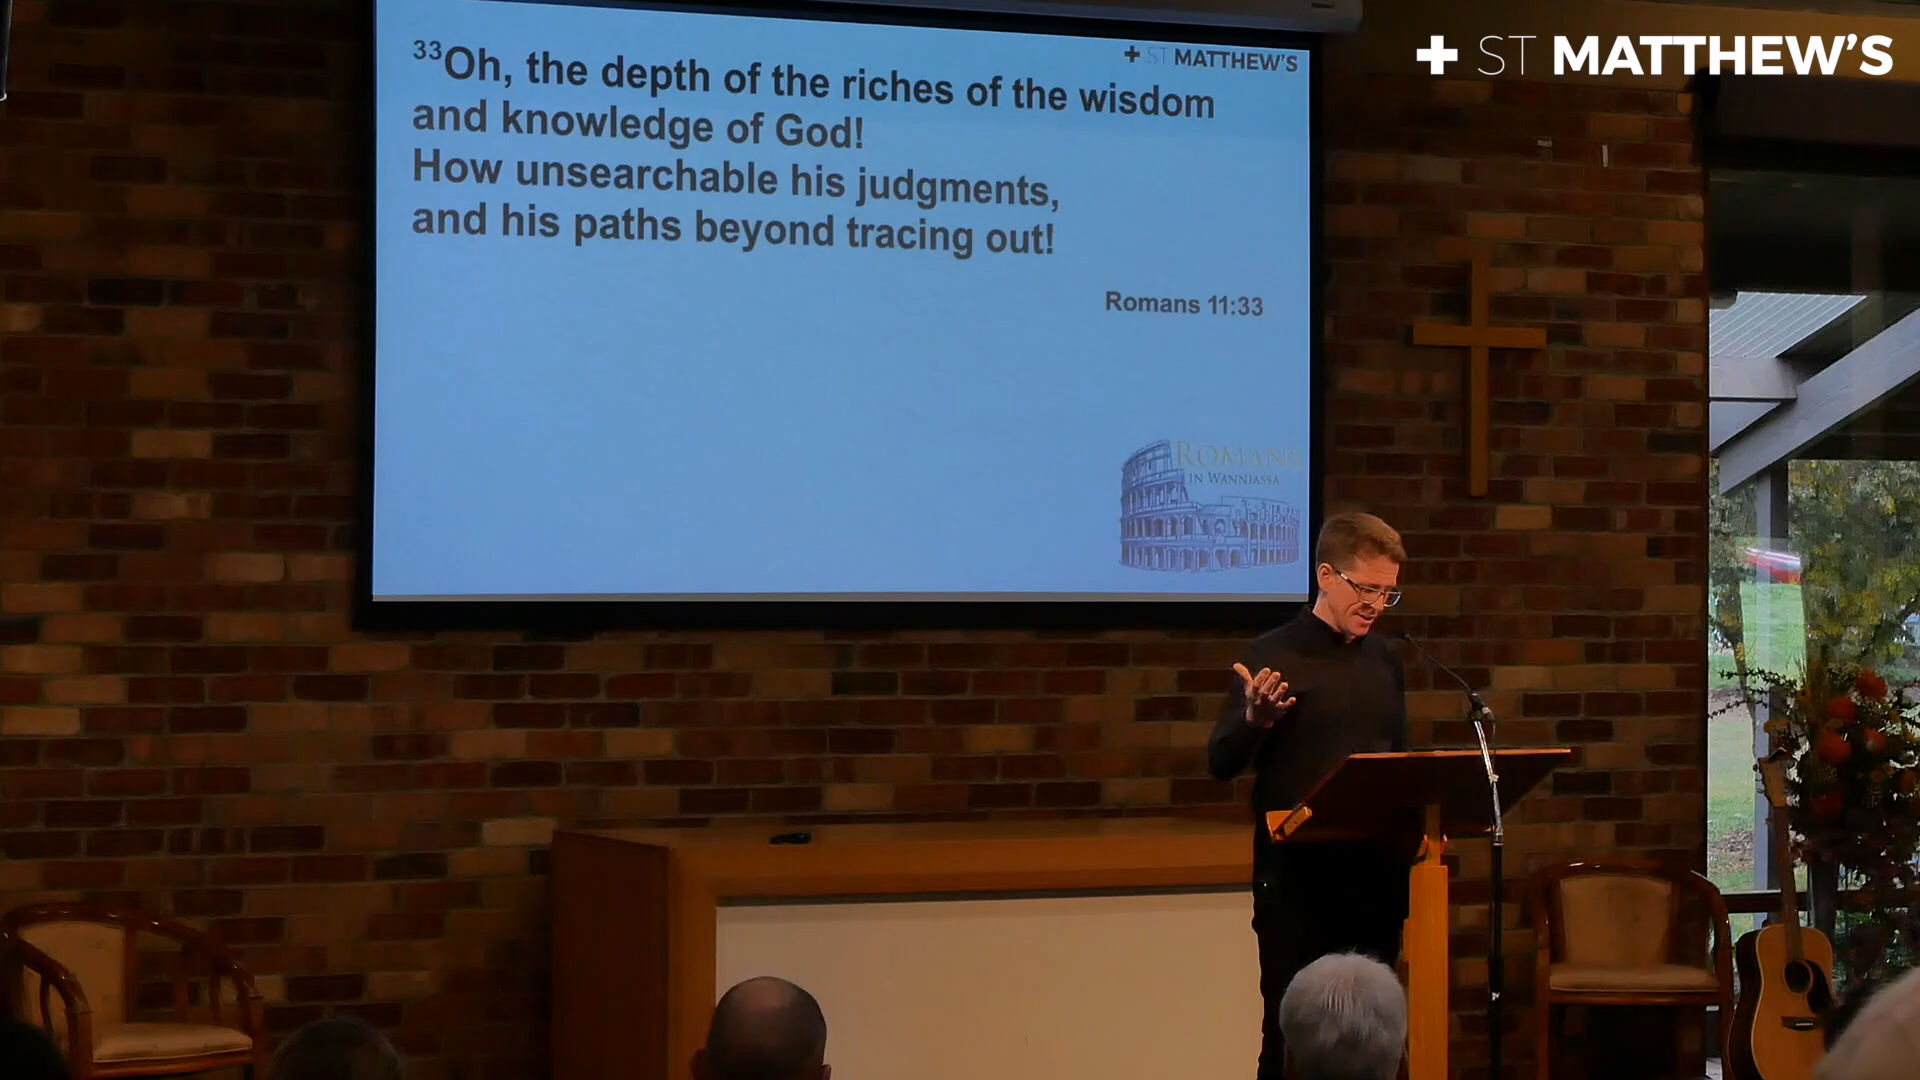 33Oh, the depth of the riches of the wisdom
and knowledge of God!
How unsearchable his judgments,
and his paths beyond tracing out!
Romans 11:33
ST MATTHEW'S
ROMANS
IN WANNIASSA
ST MATTHEW'S